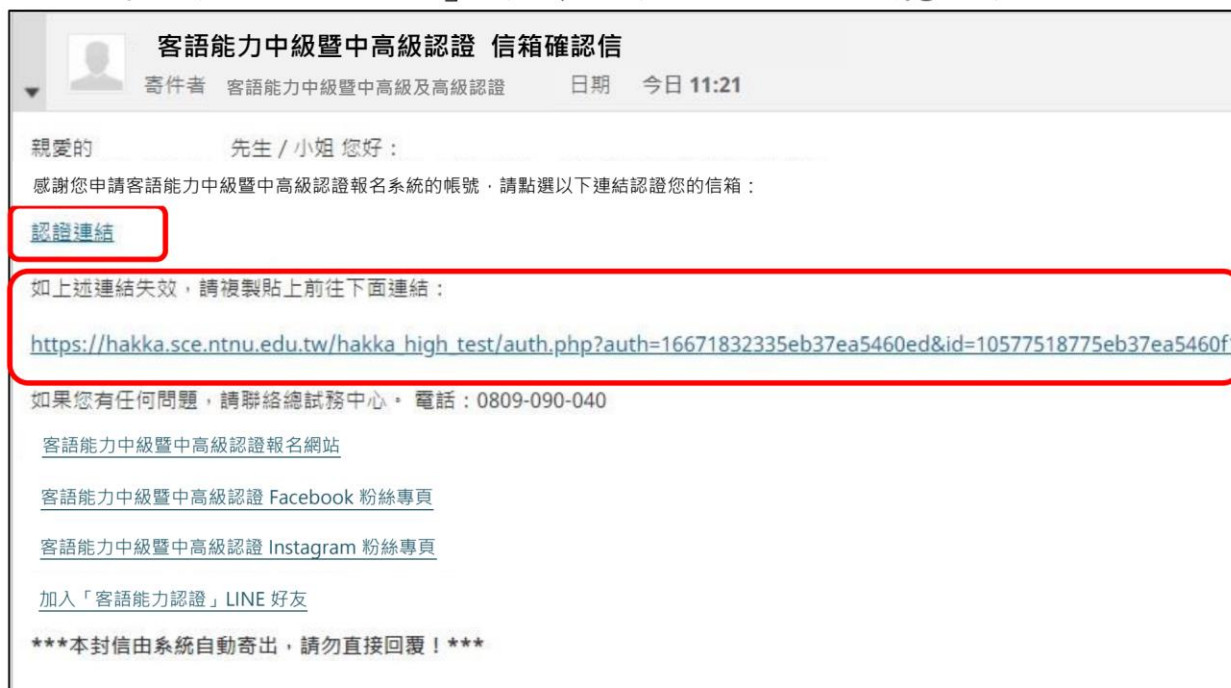 客語能力中級暨中高級認證 信箱確認信
寄件者 客語能力中級暨中高級及高級認證 日期 今日 11:21
親愛的 先生 / 小姐 您好：
感謝您申請客語能力中級暨中高級認證報名系統的帳號，請點選以下連結認證您的信箱：
認證連結
如上述連結失效，請複製貼上前往下面連結：
https://hakka.sce.ntnu.edu.tw/hakka_high_test/auth.php?auth=16671832335eb37ea5460ed&id=10577518775eb37ea5460f
如果您有任何問題，請聯絡總試務中心。 電話：0809-090-040
客語能力中級暨中高級認證報名網站
客語能力中級暨中高級認證 Facebook 粉絲專頁
客語能力中級暨中高級認證 Instagram 粉絲專頁
加入「客語能力認證」LINE 好友
***本封信由系統自動寄出，請勿直接回覆！***